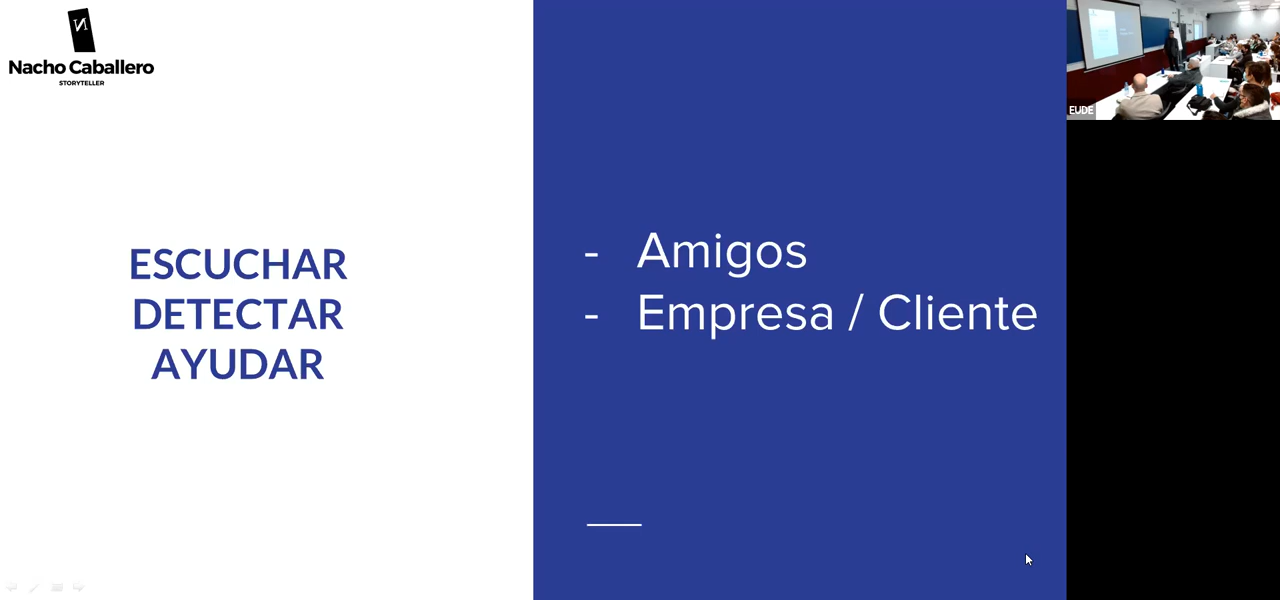 Nacho Caballero
STORYTELLER
ESCUCHAR
DETECTAR
AYUDAR
- Amigos
- Empresa / Cliente
EUDE